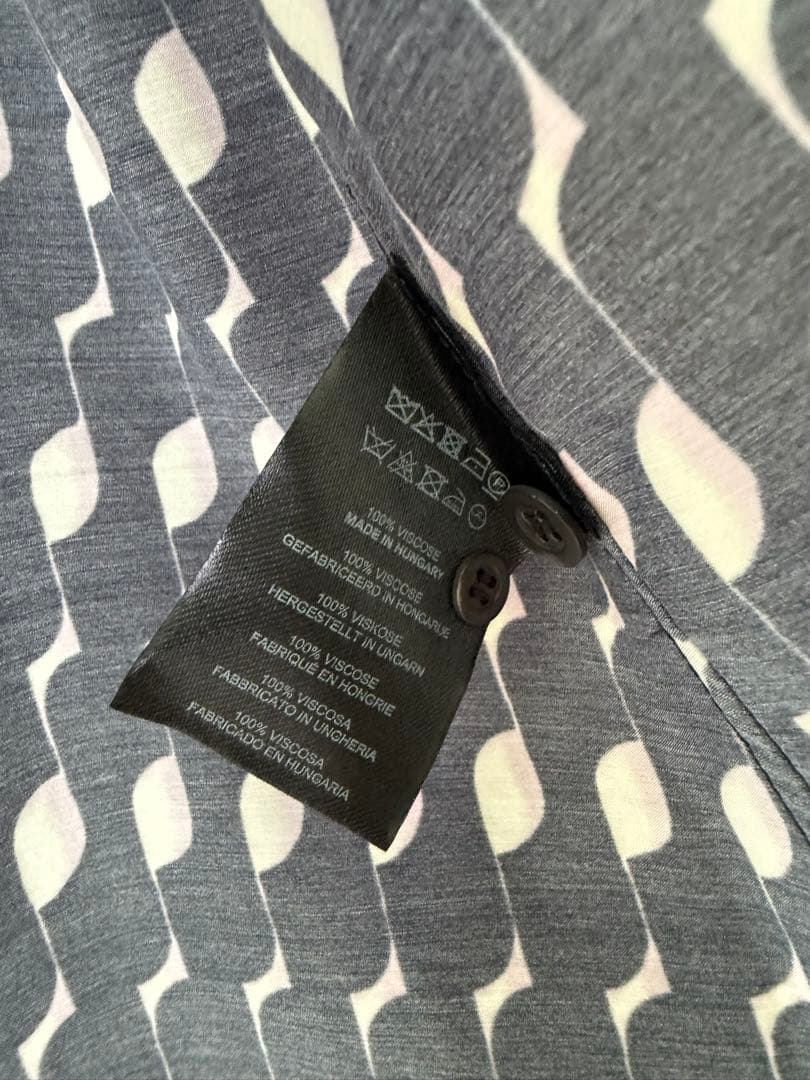 100% VISCOSE
MADE IN HUNGARY
100% VISCOSE
GEFABRICEERD IN HONGARIJE
100% VISKOSE
HERGESTELLT IN UNGARN
100% VISCOSE
FABRIQUÉ EN HONGRIE
100% VISCOSA
FABBRICATO IN UNGHERIA
100% VISCOSA
FABRICADO EN HUNGARIA